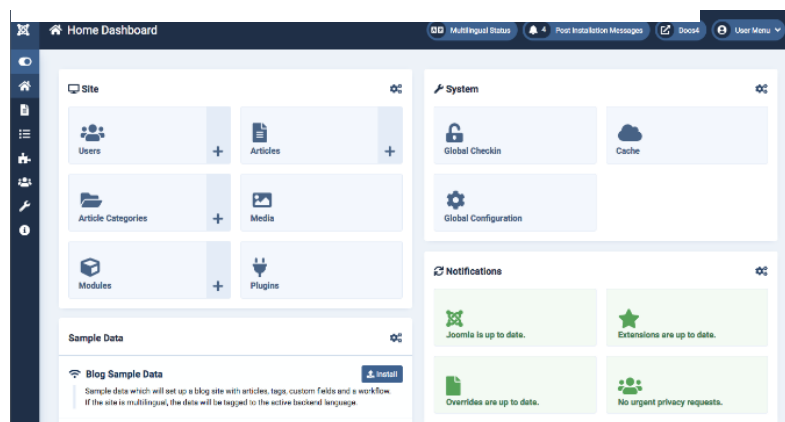 Home Dashboard
Multilingual Status
4 Post Installation Messages
Docs4
User Menu
Site
Users
Articles
Article Categories
Media
Modules
Plugins
Sample Data
Blog Sample Data
Install
Sample data which will set up a blog site with articles, tags, custom fields and a workflow.
If the site is multilingual, the data will be tagged to the active backend language.
System
Global Checkin
Cache
Global Configuration
Notifications
Joomla is up to date.
Extensions are up to date.
Overrides are up to date.
No urgent privacy requests.